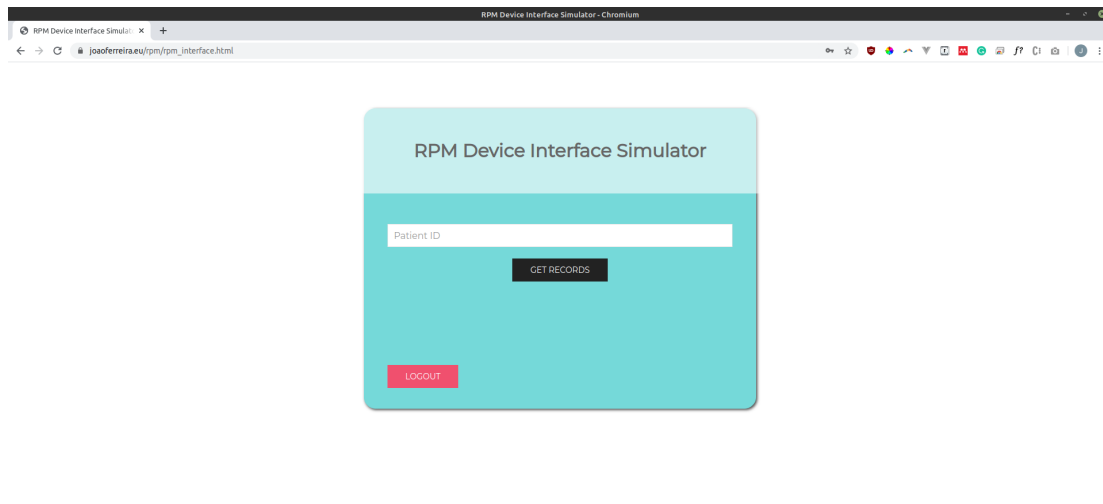 RPM Device Interface Simulator - Chromium
RPM Device Interface Simulat
joaoferreira.eu/rpm/rpm_interface.html
RPM Device Interface Simulator
Patient ID
GET RECORDS
LOGOUT